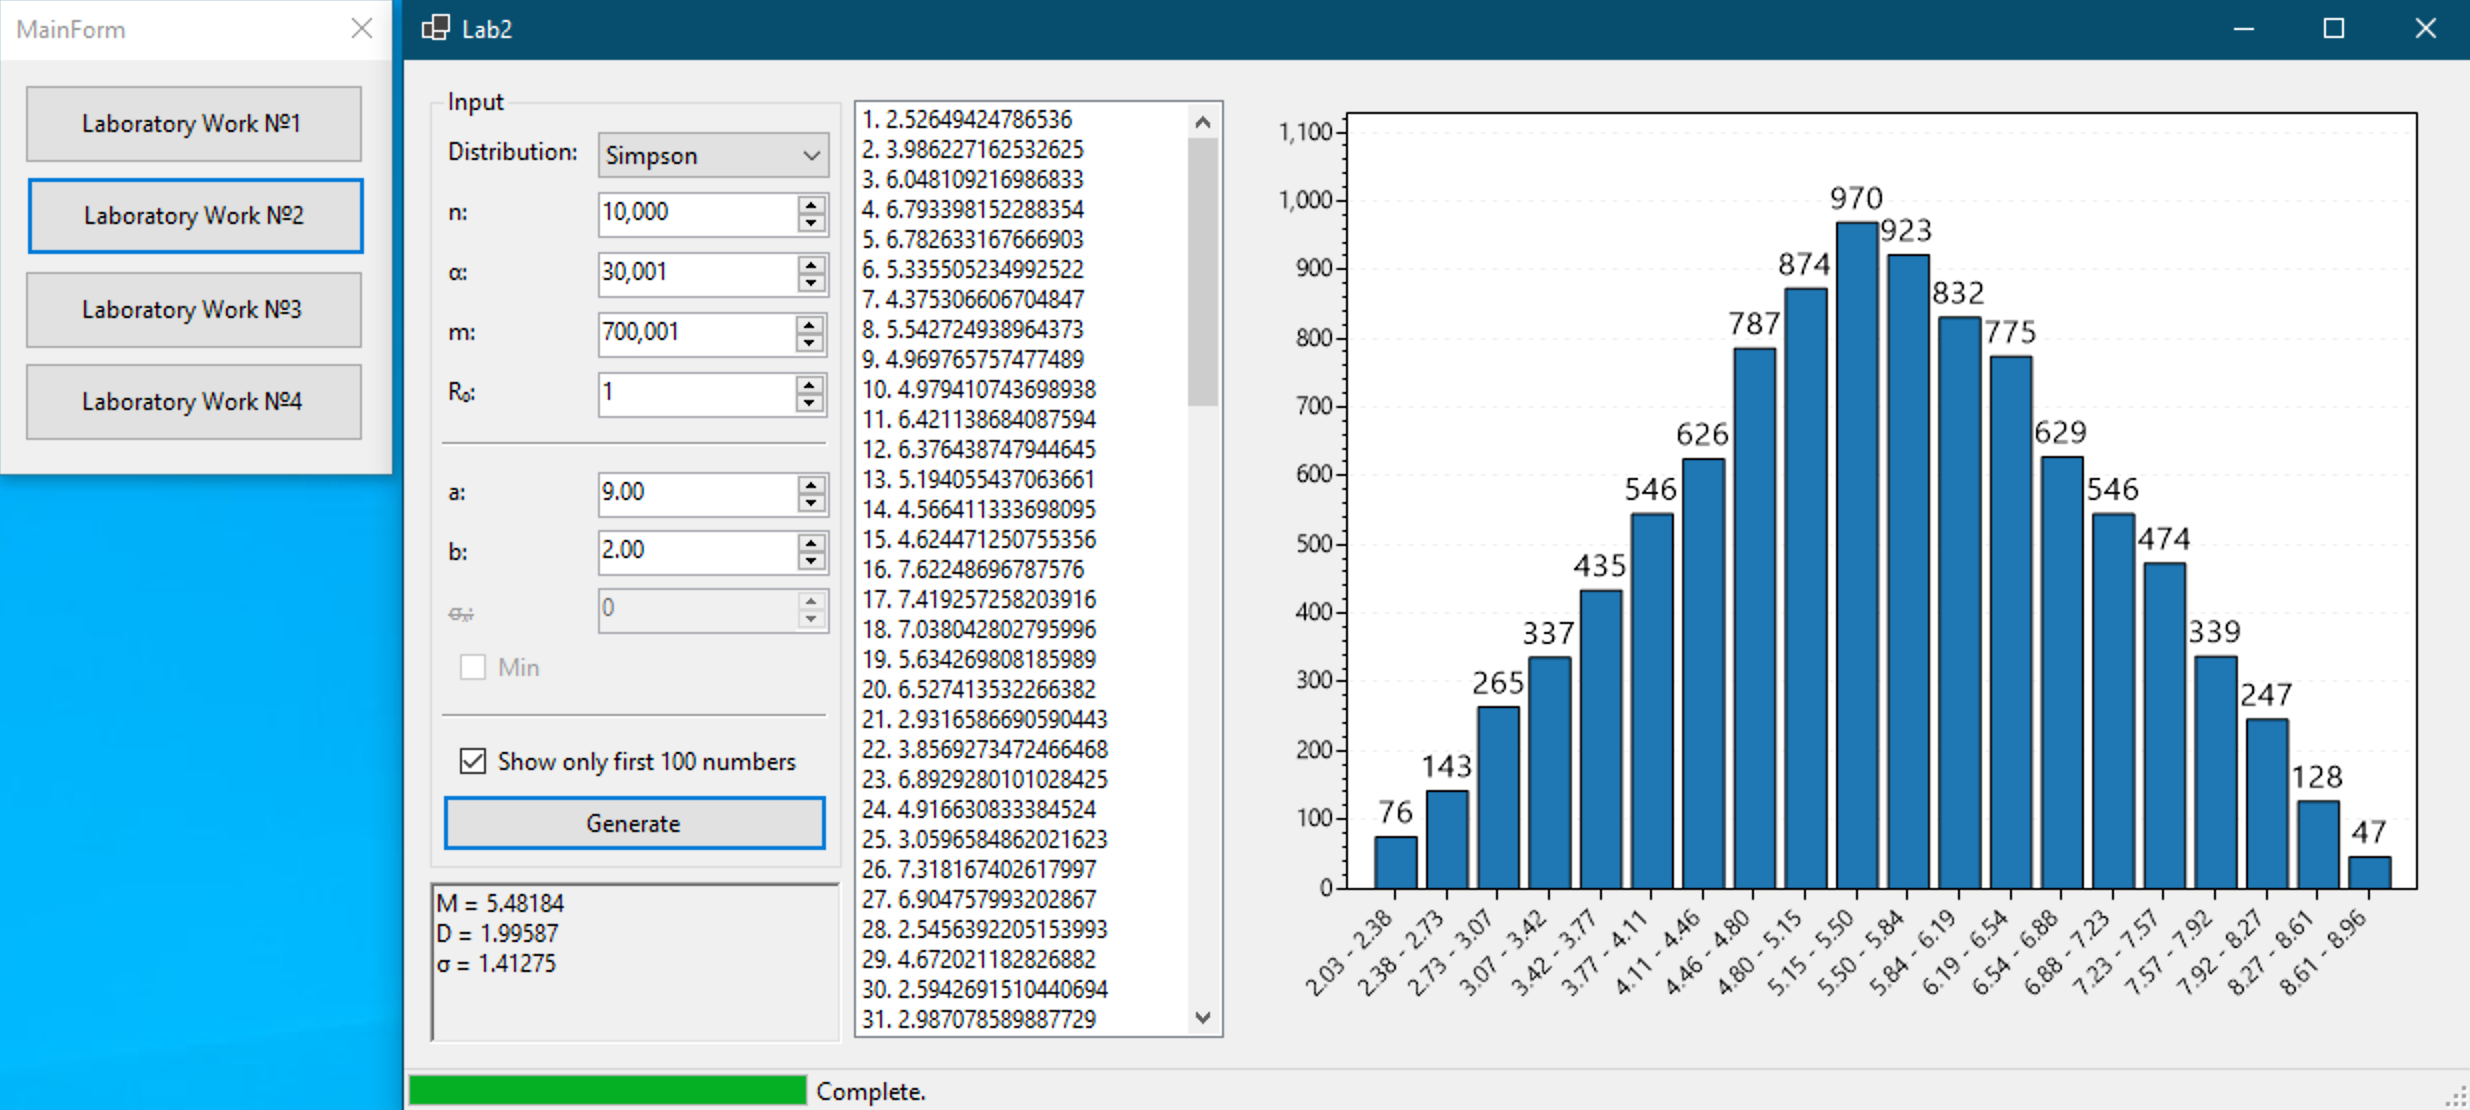 MainForm
Laboratory Work №1
Laboratory Work №2
Laboratory Work №3
Laboratory Work №4
Lab2
Input
Distribution: Simpson
n: 10,000
α: 30,001
m: 700,001
R₀: 1
a: 9.00
b: 2.00
σₓ: 0
Min
Show only first 100 numbers
Generate
M = 5.48184
D = 1.99587
σ = 1.41275
1. 2.52649424786536
2. 3.986227162532625
3. 6.048109216986833
4. 6.793398152288354
5. 6.782633167666903
6. 5.335505234992522
7. 4.375306606704847
8. 5.542724938964373
9. 4.969765757477489
10. 4.979410743698938
11. 6.421138684087594
12. 6.376438747944645
13. 5.194055437063661
14. 4.566411333698095
15. 4.624471250755356
16. 7.62248696787576
17. 7.419257258203916
18. 7.038042802795996
19. 5.634269808185989
20. 6.527413532266382
21. 2.9316586690590443
22. 3.8569273472466468
23. 6.8929280101028425
24. 4.916630833384524
25. 3.0596584862021623
26. 7.318167402617997
27. 6.904757993202867
28. 2.5456392205153993
29. 4.672021182826882
30. 2.5942691510440694
31. 2.987078589887729
1,100
1,000
900
800
700
600
500
400
300
200
100
0
76
143
265
337
435
546
626
787
874
970
923
832
775
629
546
474
339
247
128
47
2.03 - 2.38
2.38 - 2.73
2.73 - 3.07
3.07 - 3.42
3.42 - 3.77
3.77 - 4.11
4.11 - 4.46
4.46 - 4.80
4.80 - 5.15
5.15 - 5.50
5.50 - 5.84
5.84 - 6.19
6.19 - 6.54
6.54 - 6.88
6.88 - 7.23
7.23 - 7.57
7.57 - 7.92
7.92 - 8.27
8.27 - 8.61
8.61 - 8.96
Complete.